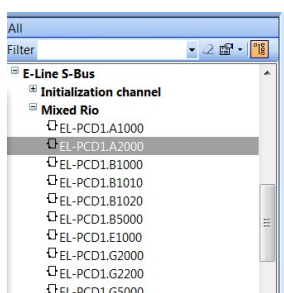 All
Filter
E-Line S-Bus
Initialization channel
Mixed Rio
EL-PCD1.A1000
EL-PCD1.A2000
EL-PCD1.B1000
EL-PCD1.B1010
EL-PCD1.B1020
EL-PCD1.B5000
EL-PCD1.E1000
EL-PCD1.G2000
EL-PCD1.G2200
EL-PCD1.G5000